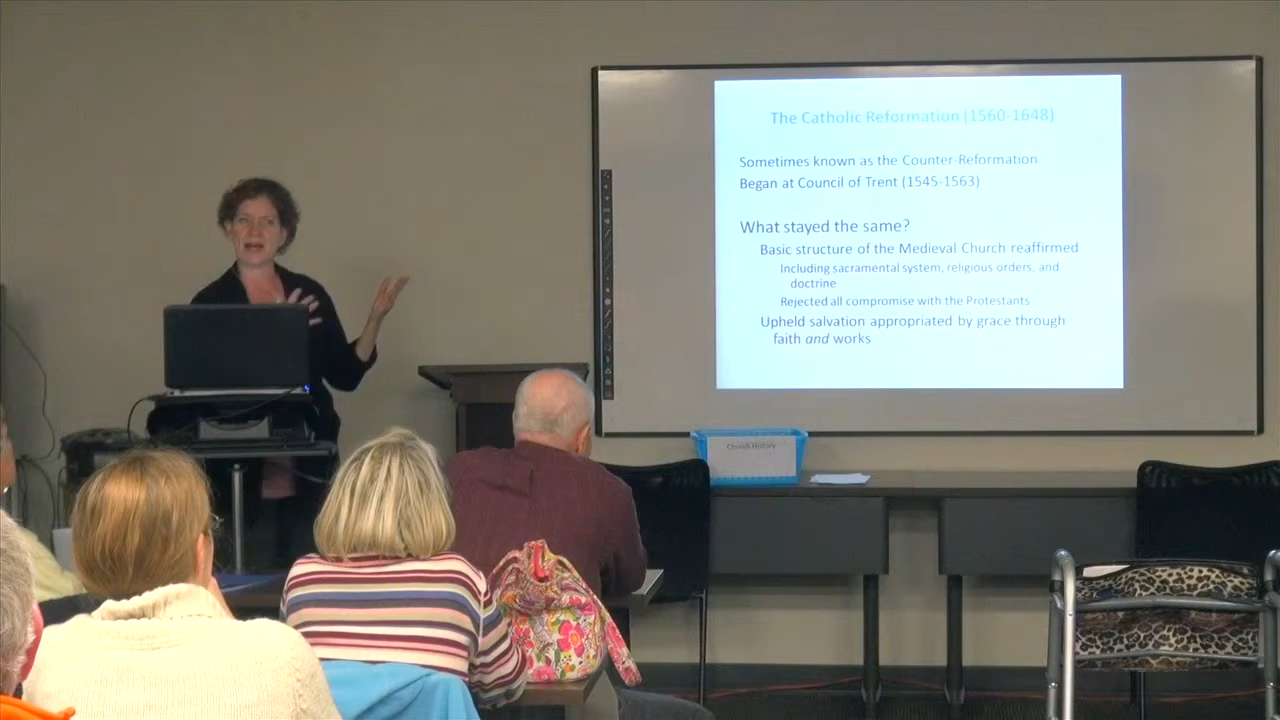 The Catholic Reformation (1560-1648)
Sometimes known as the Counter-Reformation
Began at Council of Trent (1545-1563)
What stayed the same?
Basic structure of the Medieval Church reaffirmed
Including sacramental system, religious orders, and
doctrine
Rejected all compromise with the Protestants
Upheld salvation appropriated by grace through
faith and works
Church History